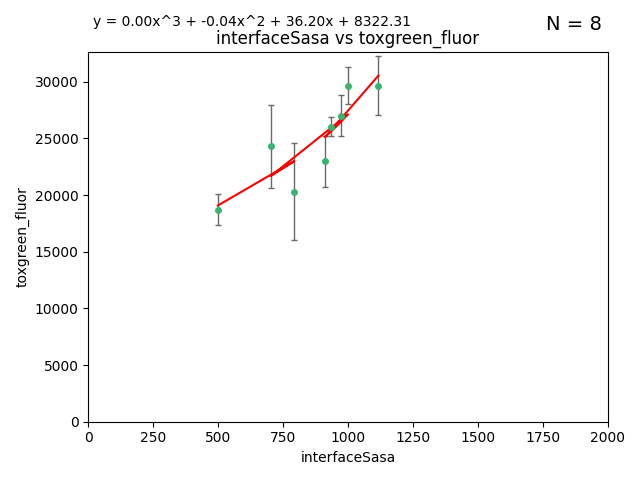 y = 0.00x^3 + -0.04x^2 + 36.20x + 8322.31
N = 8
interfaceSasa vs toxgreen_fluor
30000
25000
20000
15000
10000
5000
0
toxgreen_fluor
0 250 500 750 1000 1250 1500 1750 2000
interfaceSasa